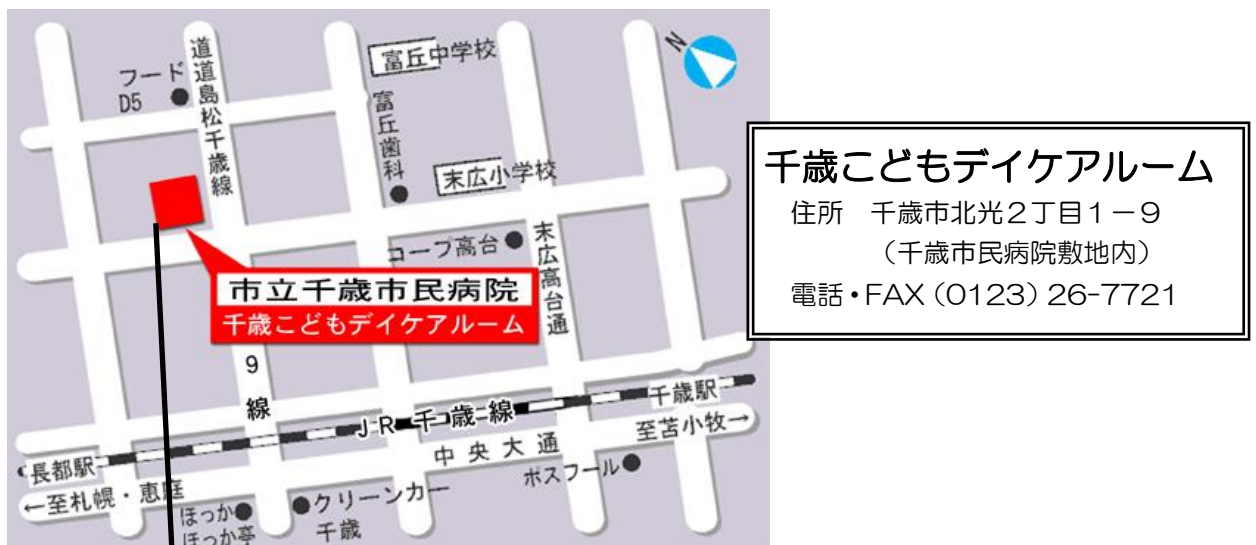 フード
D5
道道島松千歳線
富丘中学校
N
富丘歯科
末広小学校
コープ高台
末広高台通
市立千歳市民病院
千歳こどもデイケアルーム
9線
JR千歳線
千歳駅
至苫小牧→
中央大通
長都駅
←至札幌・恵庭
ボスフール
ほっか
ほっか亭
クリーンカー
千歳
千歳こどもデイケアルーム
住所 千歳市北光2丁目1-9
(千歳市民病院敷地内)
電話・FAX (0123) 26-7721